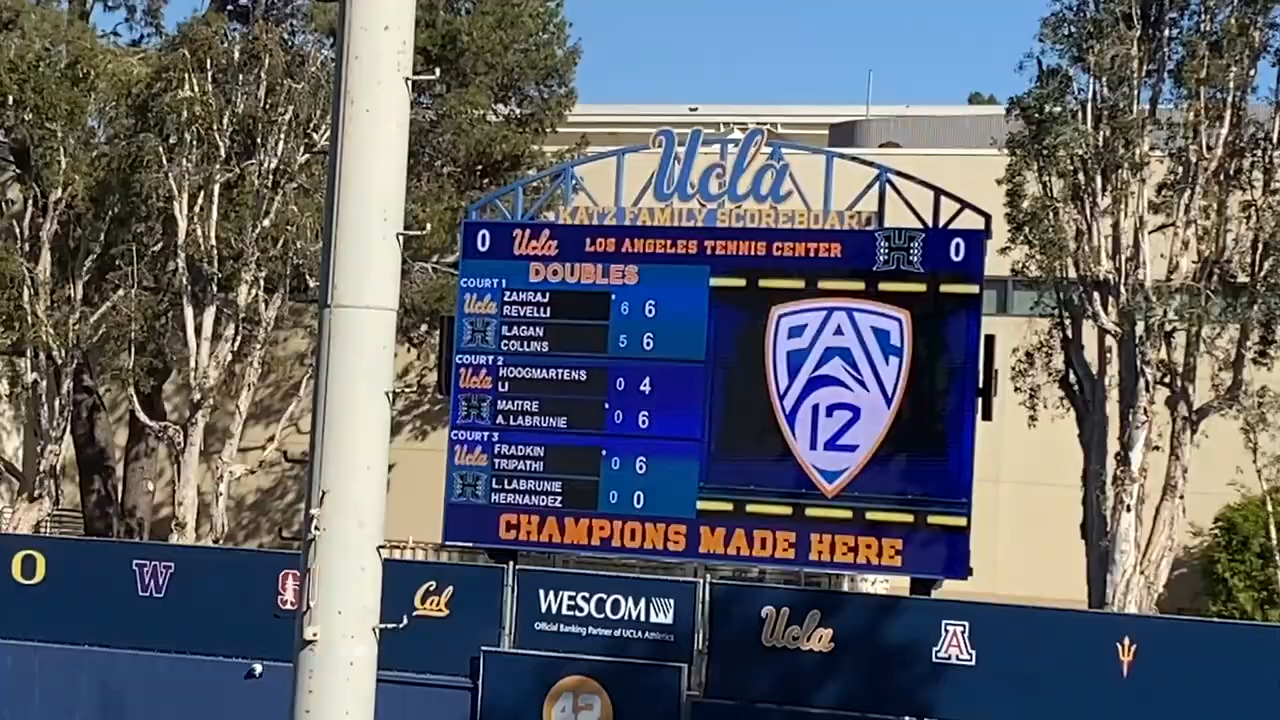 Ucla
KATZ FAMILY SCOREBOARD
0 Ucla LOS ANGELES TENNIS CENTER H 0
DOUBLES
COURT 1
Ucla ZAHRAJ REVELLI 6 6
H ILAGAN COLLINS 5 6
COURT 2
Ucla HOOGMARTENS LI 0 4
H MAITRE A. LABRUNIE 0 6
COURT 3
Ucla FRADKIN TRIPATHI 0 6
H L. LABRUNIE HERNANDEZ 0 0
PAC
12
CHAMPIONS MADE HERE
O W S Cal
WESCOM
Official Banking Partner of UCLA Athletics
Ucla A
42